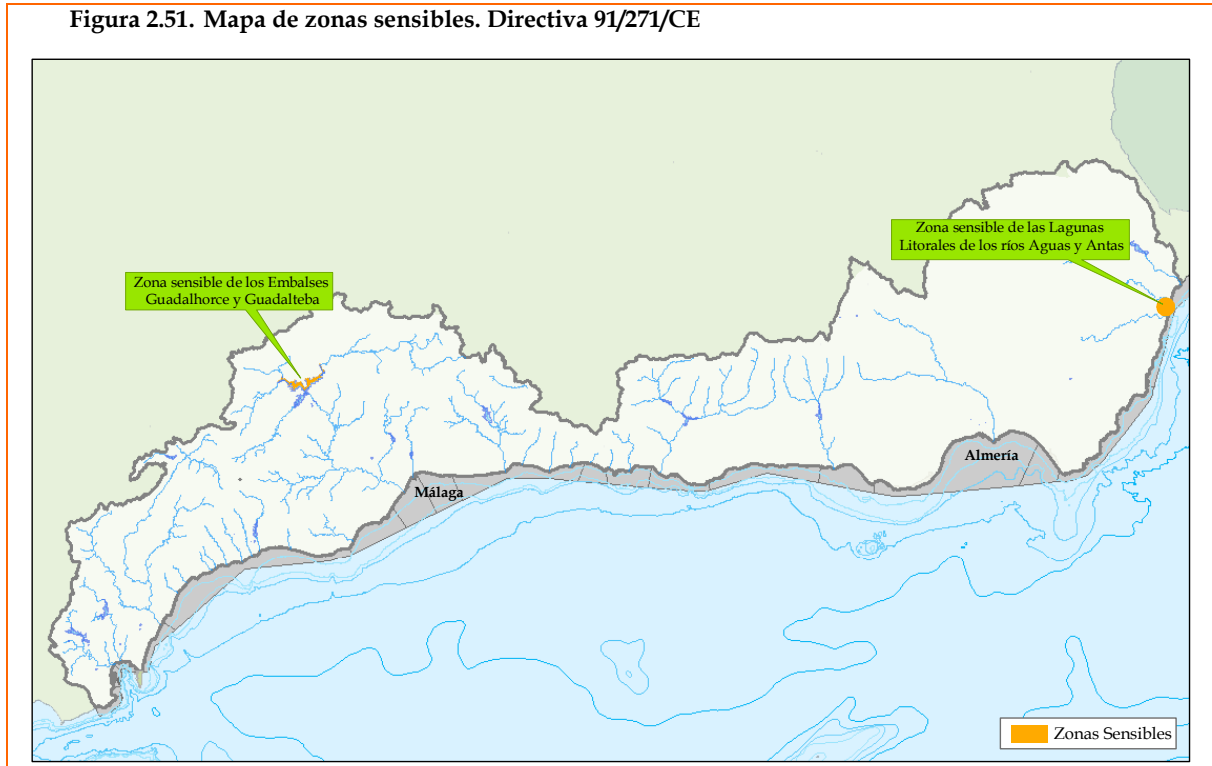 Figura 2.51. Mapa de zonas sensibles. Directiva 91/271/CE
Zona sensible de las Lagunas
Litorales de los ríos Aguas y Antas
Zona sensible de los Embalses
Guadalhorce y Guadalteba
Almería
Málaga
Zonas Sensibles